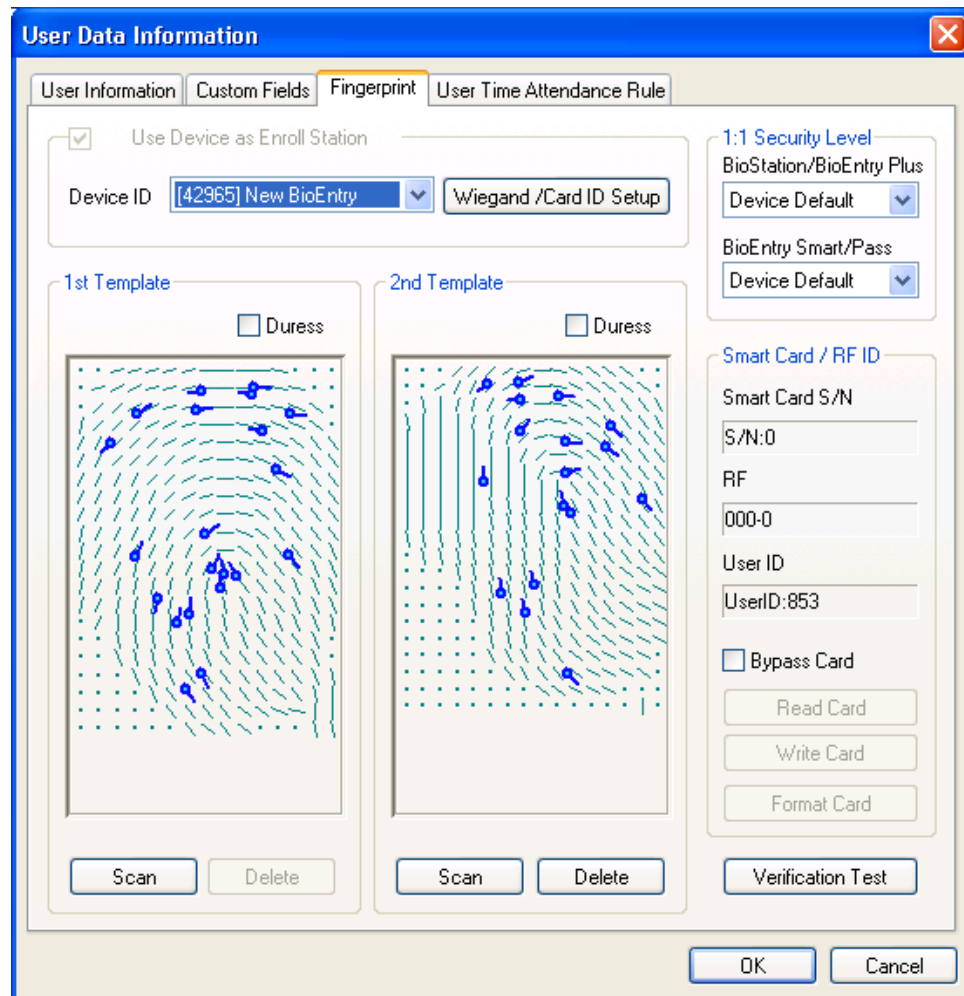 User Data Information
User Information Custom Fields Fingerprint User Time Attendance Rule
Use Device as Enroll Station
Device ID [42965] New BioEntry Wiegand /Card ID Setup
1:1 Security Level
BioStation/BioEntry Plus
Device Default
BioEntry Smart/Pass
Device Default
1st Template
Duress
Scan Delete
2nd Template
Duress
Scan Delete
Smart Card / RF ID
Smart Card S/N
S/N:0
RF
000-0
User ID
UserID:853
Bypass Card
Read Card
Write Card
Format Card
Verification Test
OK Cancel